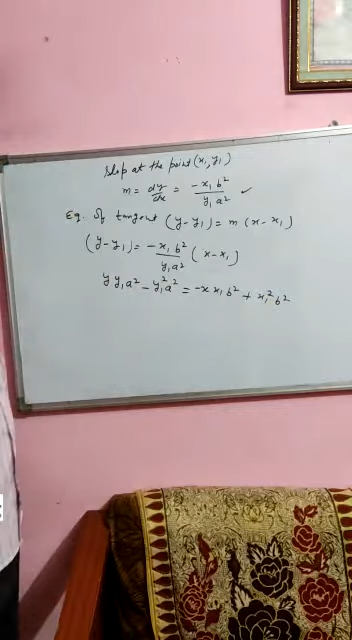 Slop at the point (x₁, y₁)
m = dy/dx = -x₁b²/y₁a² ✓
Eq. of tangent (y-y₁) = m (x-x₁)
(y-y₁) = -x₁b²/y₁a² (x-x₁)
yy₁a² - y₁²a² = -xx₁b² + x₁²b²